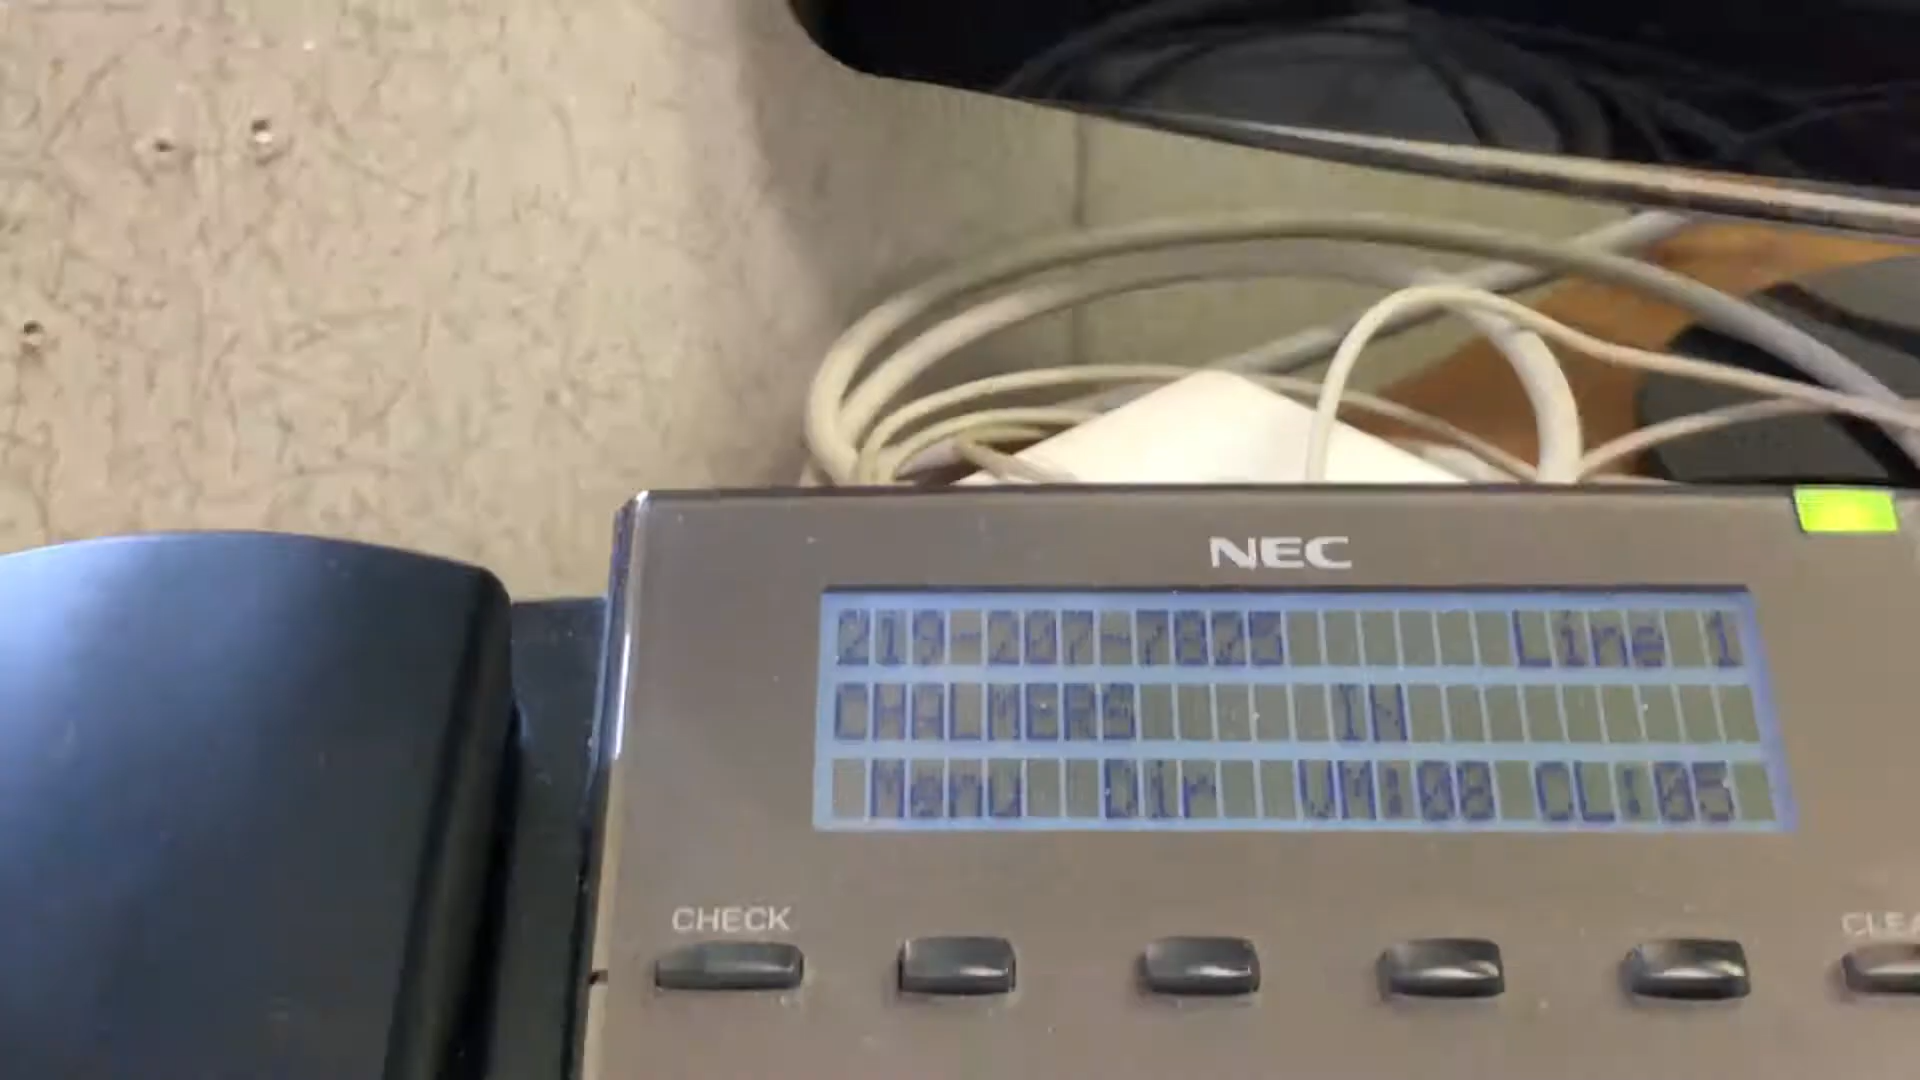 NEC
219-207-7825 Line 1
CHALMERS IN
Menu Dir VM:08 CL:05
CHECK